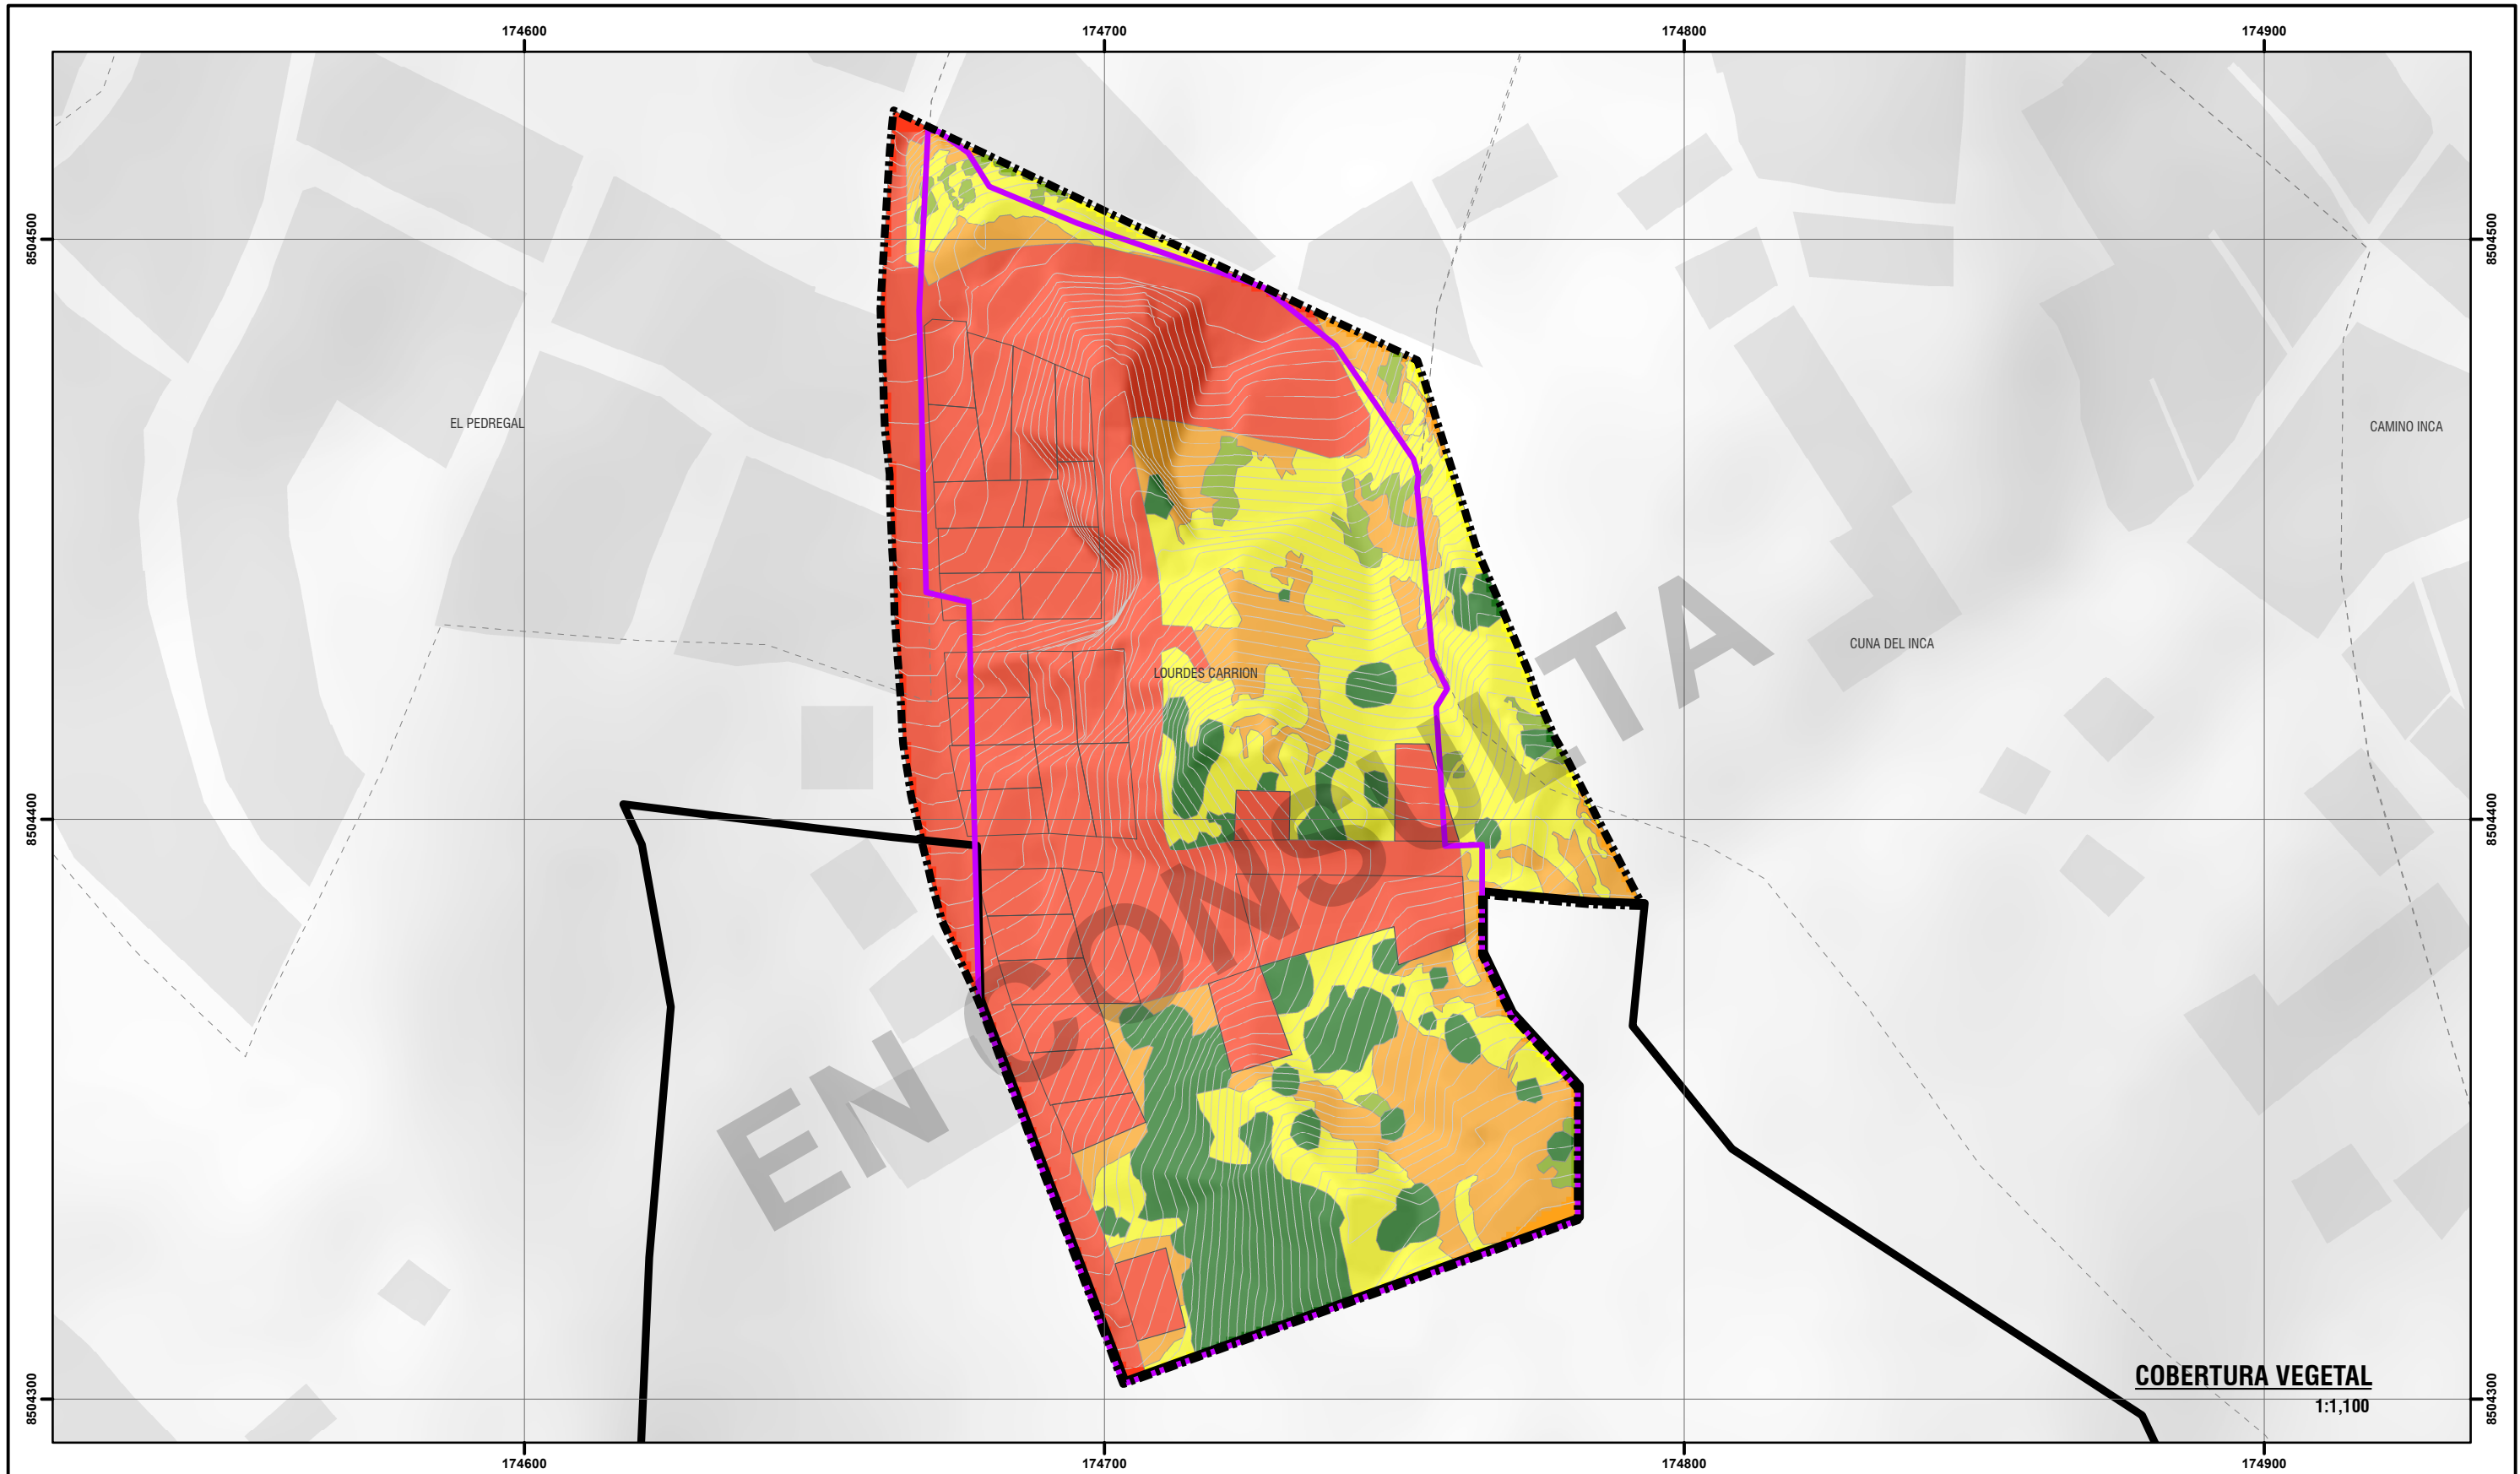 174600
174700
174800
174900
8504500
8504500
EL PEDREGAL
CAMINO INCA
CUNA DEL INCA
LOURDES CARRION
EN CONSULTA
8504400
8504400
COBERTURA VEGETAL
1:1,100
8504300
8504300
174600
174700
174800
174900